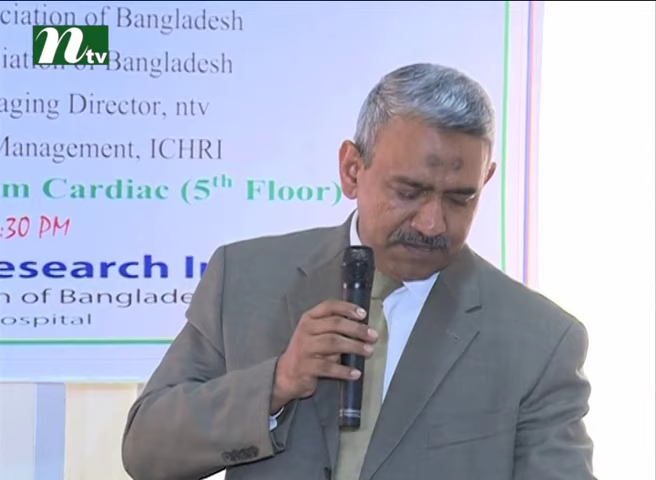 ciation of Bangladesh
ntv
iation of Bangladesh
aging Director, ntv
Management, ICHRI
m Cardiac (5th Floor)
:30 PM
esearch In
n of Banglade
ospital